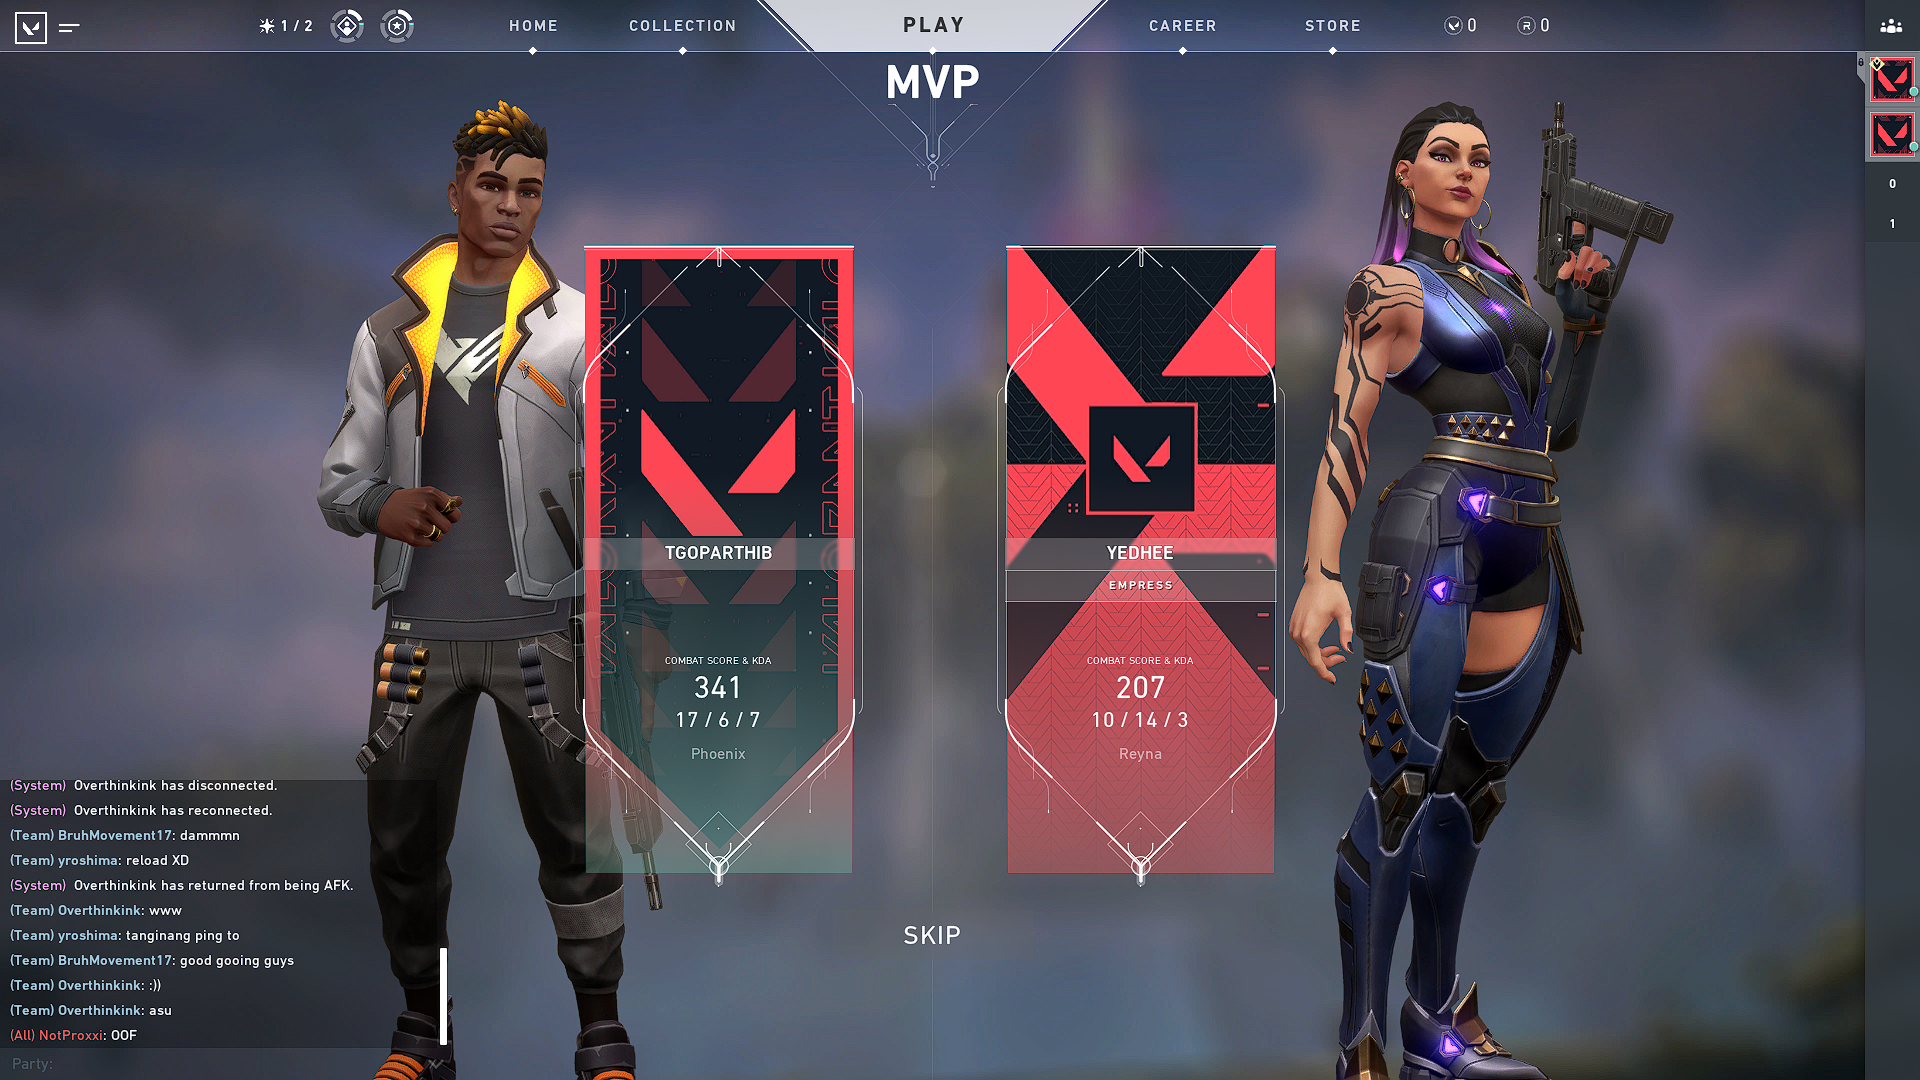 1 / 2
HOME
COLLECTION
PLAY
CAREER
STORE
0
R 0
MVP
0
1
TGOPARTHIB
COMBAT SCORE & KDA
341
17 / 6 / 7
Phoenix
YEDHEE
EMPRESS
COMBAT SCORE & KDA
207
10 / 14 / 3
Reyna
SKIP
(System) Overthinkink has disconnected.
(System) Overthinkink has reconnected.
(Team) BruhMovement17: dammmn
(Team) yroshima: reload XD
(System) Overthinkink has returned from being AFK.
(Team) Overthinkink: www
(Team) yroshima: tanginang ping to
(Team) BruhMovement17: good gooing guys
(Team) Overthinkink: :))
(Team) Overthinkink: asu
(All) NotProxxi: OOF
Party: